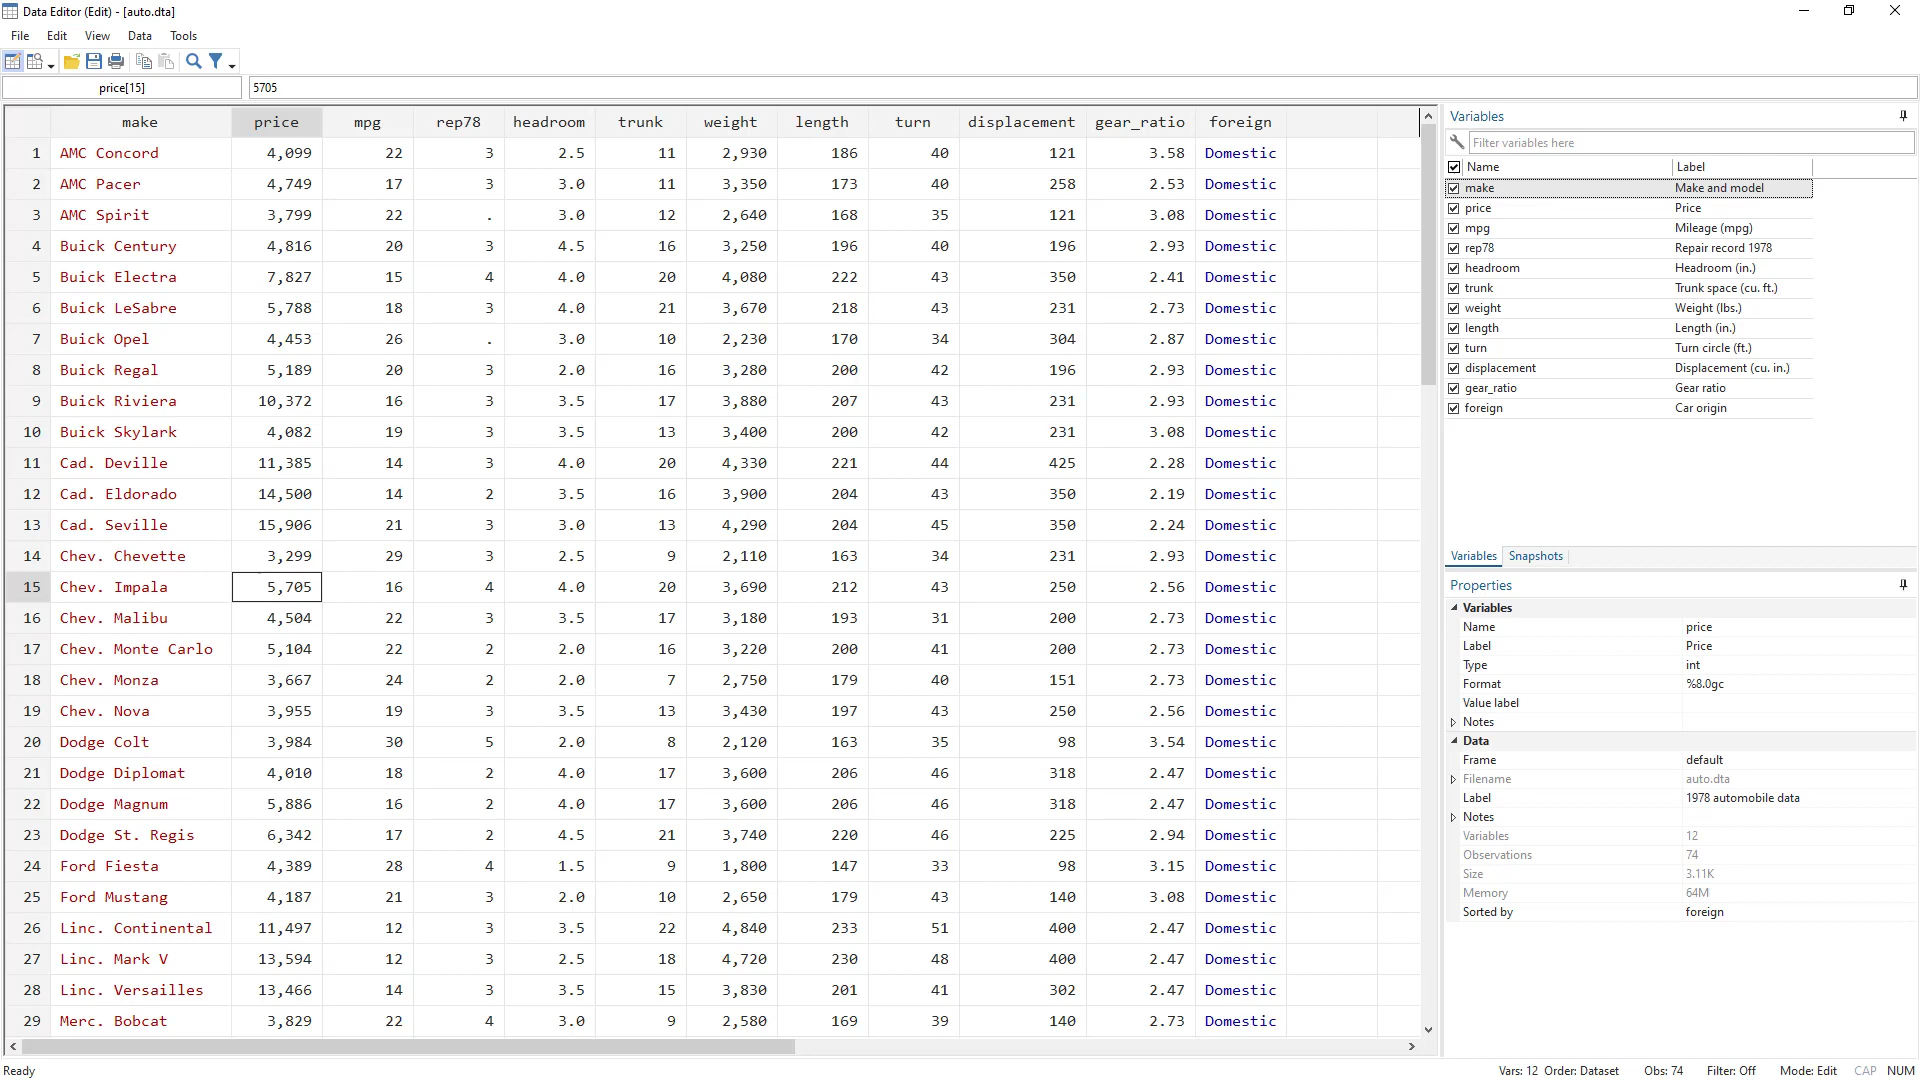 Data Editor (Edit) - [auto.dta]
File Edit View Data Tools
price[15] 5705
make price mpg rep78 headroom trunk weight length turn displacement gear_ratio foreign
1 AMC Concord 4,099 22 3 2.5 11 2,930 186 40 121 3.58 Domestic
2 AMC Pacer 4,749 17 3 3.0 11 3,350 173 40 258 2.53 Domestic
3 AMC Spirit 3,799 22 . 3.0 12 2,640 168 35 121 3.08 Domestic
4 Buick Century 4,816 20 3 4.5 16 3,250 196 40 196 2.93 Domestic
5 Buick Electra 7,827 15 4 4.0 20 4,080 222 43 350 2.41 Domestic
6 Buick LeSabre 5,788 18 3 4.0 21 3,670 218 43 231 2.73 Domestic
7 Buick Opel 4,453 26 . 3.0 10 2,230 170 34 304 2.87 Domestic
8 Buick Regal 5,189 20 3 2.0 16 3,280 200 42 196 2.93 Domestic
9 Buick Riviera 10,372 16 3 3.5 17 3,880 207 43 231 2.93 Domestic
10 Buick Skylark 4,082 19 3 3.5 13 3,400 200 42 231 3.08 Domestic
11 Cad. Deville 11,385 14 3 4.0 20 4,330 221 44 425 2.28 Domestic
12 Cad. Eldorado 14,500 14 2 3.5 16 3,900 204 43 350 2.19 Domestic
13 Cad. Seville 15,906 21 3 3.0 13 4,290 204 45 350 2.24 Domestic
14 Chev. Chevette 3,299 29 3 2.5 9 2,110 163 34 231 2.93 Domestic
15 Chev. Impala 5,705 16 4 4.0 20 3,690 212 43 250 2.56 Domestic
16 Chev. Malibu 4,504 22 3 3.5 17 3,180 193 31 200 2.73 Domestic
17 Chev. Monte Carlo 5,104 22 2 2.0 16 3,220 200 41 200 2.73 Domestic
18 Chev. Monza 3,667 24 2 2.0 7 2,750 179 40 151 2.73 Domestic
19 Chev. Nova 3,955 19 3 3.5 13 3,430 197 43 250 2.56 Domestic
20 Dodge Colt 3,984 30 5 2.0 8 2,120 163 35 98 3.54 Domestic
21 Dodge Diplomat 4,010 18 2 4.0 17 3,600 206 46 318 2.47 Domestic
22 Dodge Magnum 5,886 16 2 4.0 17 3,600 206 46 318 2.47 Domestic
23 Dodge St. Regis 6,342 17 2 4.5 21 3,740 220 46 225 2.94 Domestic
24 Ford Fiesta 4,389 28 4 1.5 9 1,800 147 33 98 3.15 Domestic
25 Ford Mustang 4,187 21 3 2.0 10 2,650 179 43 140 3.08 Domestic
26 Linc. Continental 11,497 12 3 3.5 22 4,840 233 51 400 2.47 Domestic
27 Linc. Mark V 13,594 12 3 2.5 18 4,720 230 48 400 2.47 Domestic
28 Linc. Versailles 13,466 14 3 3.5 15 3,830 201 41 302 2.47 Domestic
29 Merc. Bobcat 3,829 22 4 3.0 9 2,580 169 39 140 2.73 Domestic
Variables
Filter variables here
Name Label
make Make and model
price Price
mpg Mileage (mpg)
rep78 Repair record 1978
headroom Headroom (in.)
trunk Trunk space (cu. ft.)
weight Weight (lbs.)
length Length (in.)
turn Turn circle (ft.)
displacement Displacement (cu. in.)
gear_ratio Gear ratio
foreign Car origin
Variables Snapshots
Properties
Variables
Name price
Label Price
Type int
Format %8.0gc
Value label
Notes
Data
Frame default
Filename auto.dta
Label 1978 automobile data
Notes
Variables 12
Observations 74
Size 3.11K
Memory 64M
Sorted by foreign
Ready Vars: 12 Order: Dataset Obs: 74 Filter: Off Mode: Edit CAP NUM